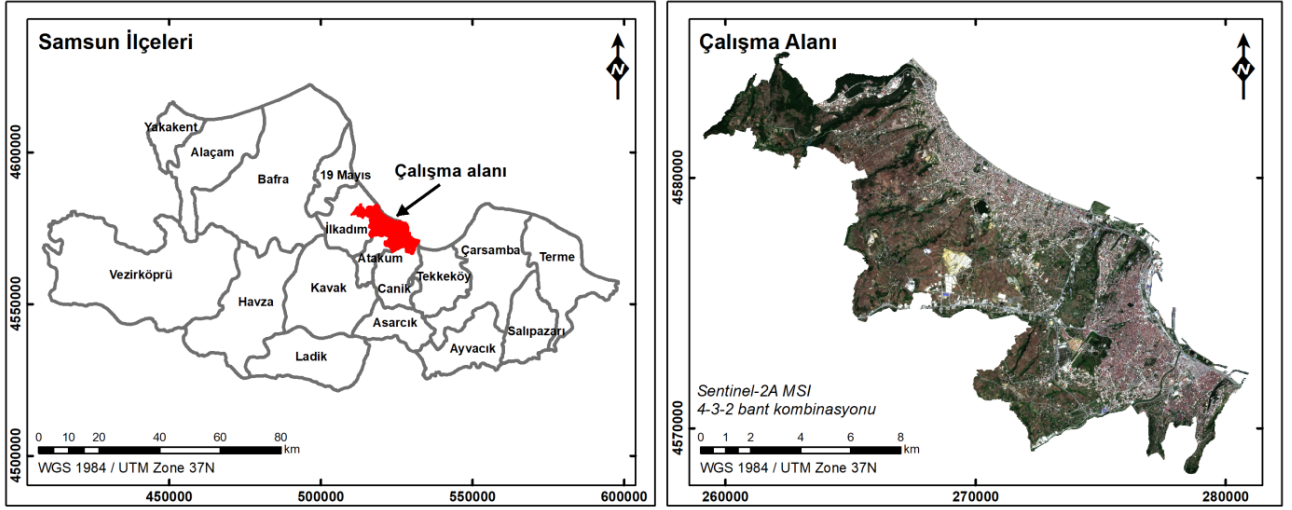 Samsun İlçeleri
N
4600000
4550000
4500000
Yakakent
Alaçam
Bafra
19 Mayıs
Çalışma alanı
İlkadım
Atakum
Çarsamba
Terme
Vezirköprü
Havza
Kavak
Canik
Tekkeköy
Asarcık
Salıpazarı
Ladik
Ayvacık
0 10 20 40 60 80
km
WGS 1984 / UTM Zone 37N
450000 500000 550000 600000
Çalışma Alanı
N
4580000
4570000
Sentinel-2A MSI
4-3-2 bant kombinasyonu
0 1 2 4 6 8
km
WGS 1984 / UTM Zone 37N
260000 270000 280000